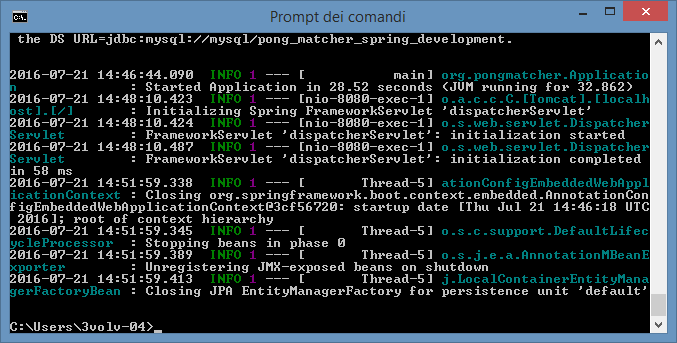 Prompt dei comandi
the DS URL=jdbc:mysql://mysql/pong_matcher_spring_development.
2016-07-21 14:46:44.090  INFO 1 --- [           main] org.pongmatcher.Applicatio
n              : Started Application in 28.52 seconds (JVM running for 32.862)
2016-07-21 14:48:10.423  INFO 1 --- [nio-8080-exec-1] o.a.c.c.C.[Tomcat].[localh
ost].[/]       : Initializing Spring FrameworkServlet 'dispatcherServlet'
2016-07-21 14:48:10.424  INFO 1 --- [nio-8080-exec-1] o.s.web.servlet.Dispatcher
Servlet        : FrameworkServlet 'dispatcherServlet': initialization started
2016-07-21 14:48:10.487  INFO 1 --- [nio-8080-exec-1] o.s.web.servlet.Dispatcher
Servlet        : FrameworkServlet 'dispatcherServlet': initialization completed
in 58 ms
2016-07-21 14:51:59.338  INFO 1 --- [       Thread-5] ationConfigEmbeddedWebAppl
icationContext : Closing org.springframework.boot.context.embedded.AnnotationCon
figEmbeddedWebApplicationContext@3cf56720: startup date [Thu Jul 21 14:46:18 UTC
 2016]; root of context hierarchy
2016-07-21 14:51:59.345  INFO 1 --- [       Thread-5] o.s.c.support.DefaultLifec
ycleProcessor  : Stopping beans in phase 0
2016-07-21 14:51:59.389  INFO 1 --- [       Thread-5] o.s.j.e.a.AnnotationMBeanE
xporter        : Unregistering JMX-exposed beans on shutdown
2016-07-21 14:51:59.413  INFO 1 --- [       Thread-5] j.LocalContainerEntityMana
gerFactoryBean : Closing JPA EntityManagerFactory for persistence unit 'default'
C:\Users\3volv-04>_